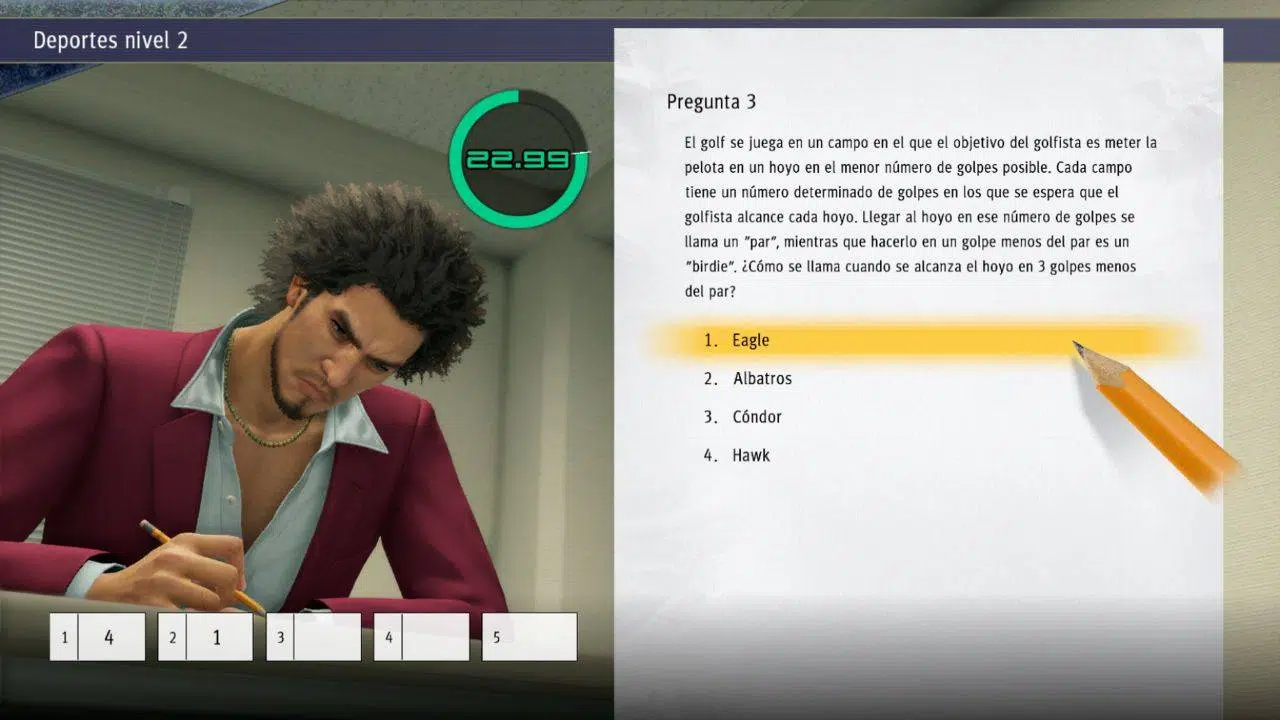 Deportes nivel 2
22.99
Pregunta 3
El golf se juega en un campo en el que el objetivo del golfista es meter la
pelota en un hoyo en el menor número de golpes posible. Cada campo
tiene un número determinado de golpes en los que se espera que el
golfista alcance cada hoyo. Llegar al hoyo en ese número de golpes se
llama un "par", mientras que hacerlo en un golpe menos del par es un
"birdie". ¿Cómo se llama cuando se alcanza el hoyo en 3 golpes menos
del par?
1. Eagle
2. Albatros
3. Cóndor
4. Hawk
1 4 2 1 3 4 5